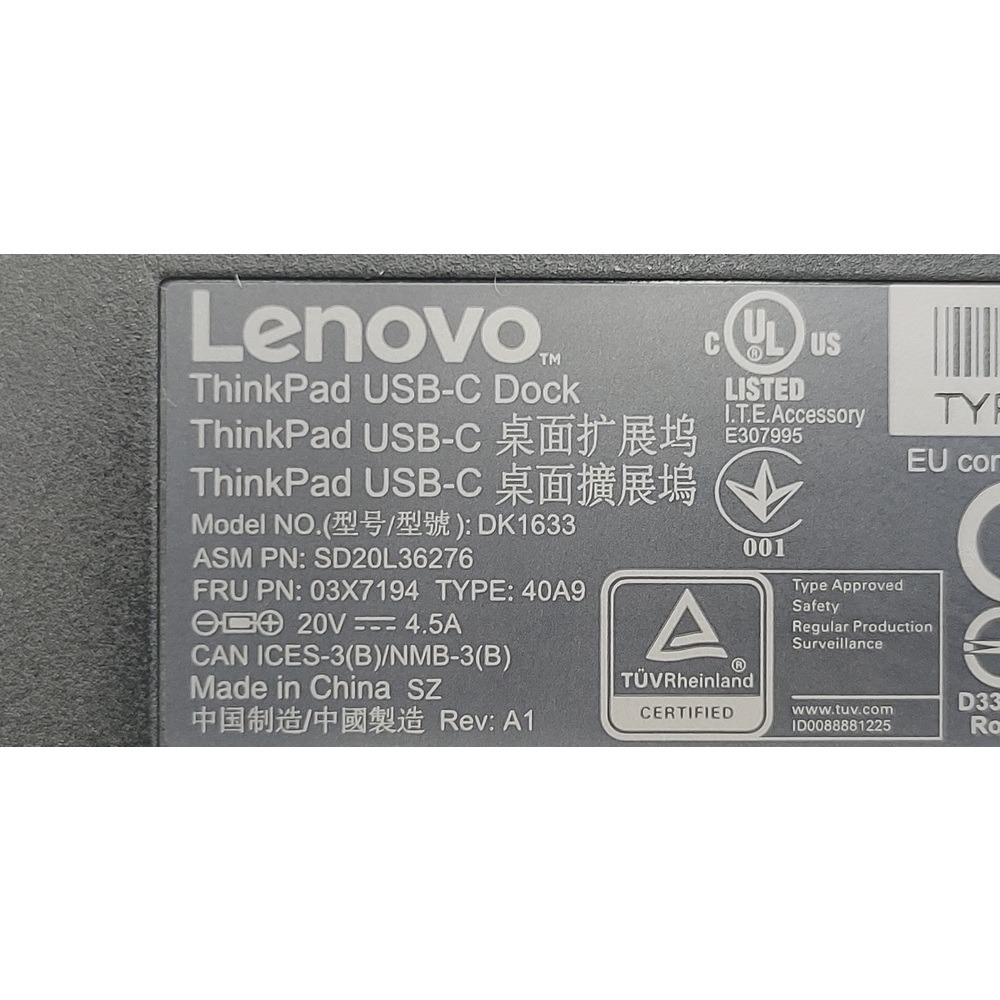 Lenovo™
ThinkPad USB-C Dock
ThinkPad USB-C 桌面扩展坞
ThinkPad USB-C 桌面擴展塢
Model NO.(型号/型號): DK1633
ASM PN: SD20L36276
FRU PN: 03X7194 TYPE: 40A9
20V ⎓ 4.5A
CAN ICES-3(B)/NMB-3(B)
Made in China SZ
中国制造/中國製造 Rev: A1
C UL® US
LISTED
I.T.E.Accessory
E307995
001
TÜVRheinland®
CERTIFIED
Type Approved
Safety
Regular Production
Surveillance
www.tuv.com
ID0088881225
EU